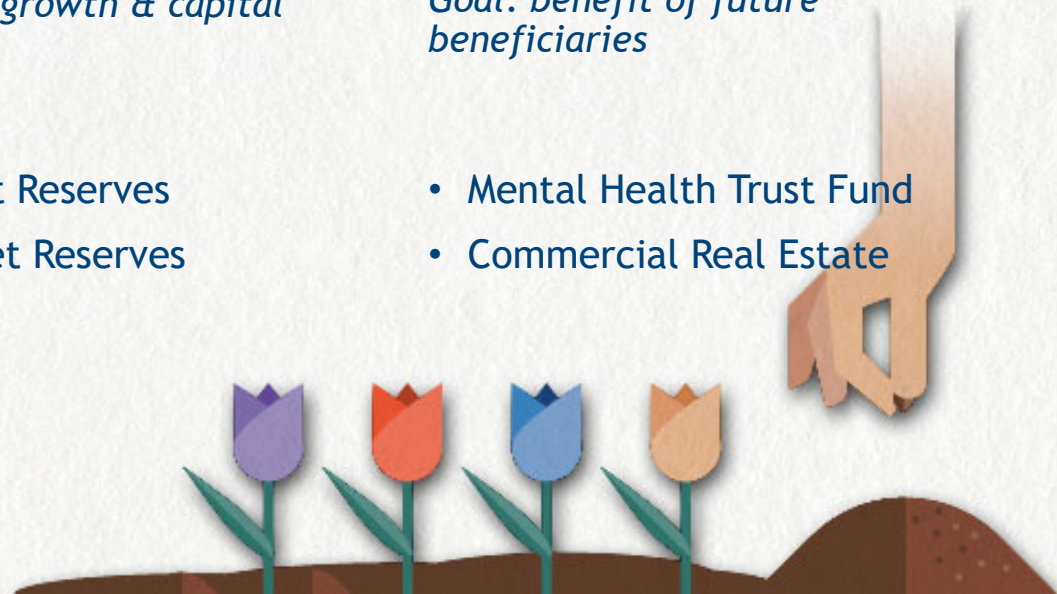 growth & capital
Goal: benefit of future
beneficiaries
Reserves
Reserves
• Mental Health Trust Fund
• Commercial Real Estate